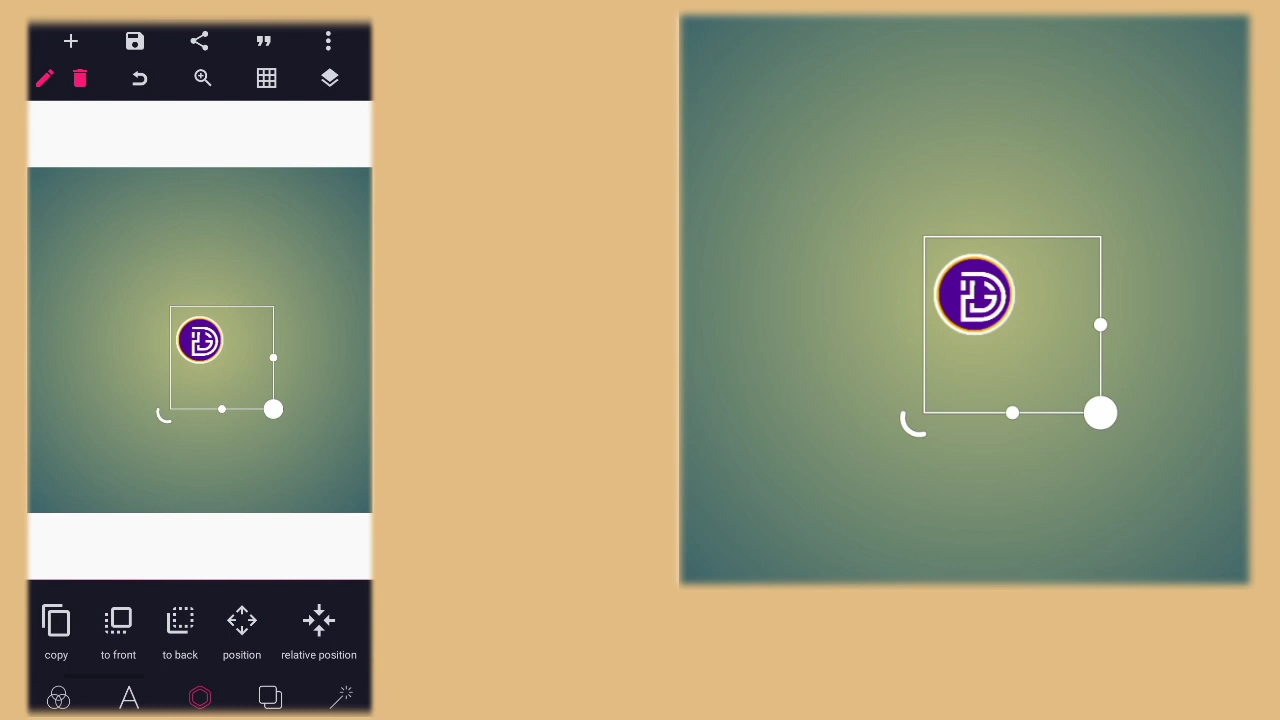 copy
to front
to back
position
relative position